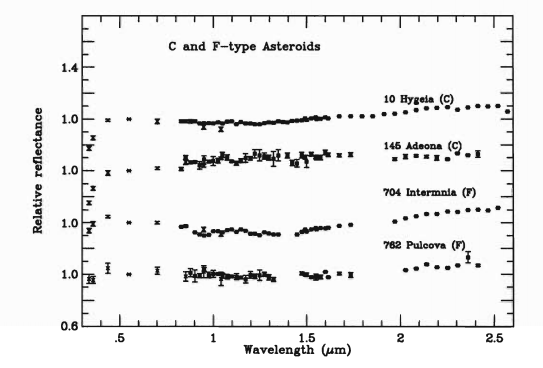 C and F-type Asteroids
1.4
10 Hygeia (C)
1.0
145 Adeona (C)
1.0
704 Intermnia (F)
1.0
762 Pulcova (F)
1.0
0.6
.5 1 1.5 2 2.5
Wavelength (μm)
Relative reflectance